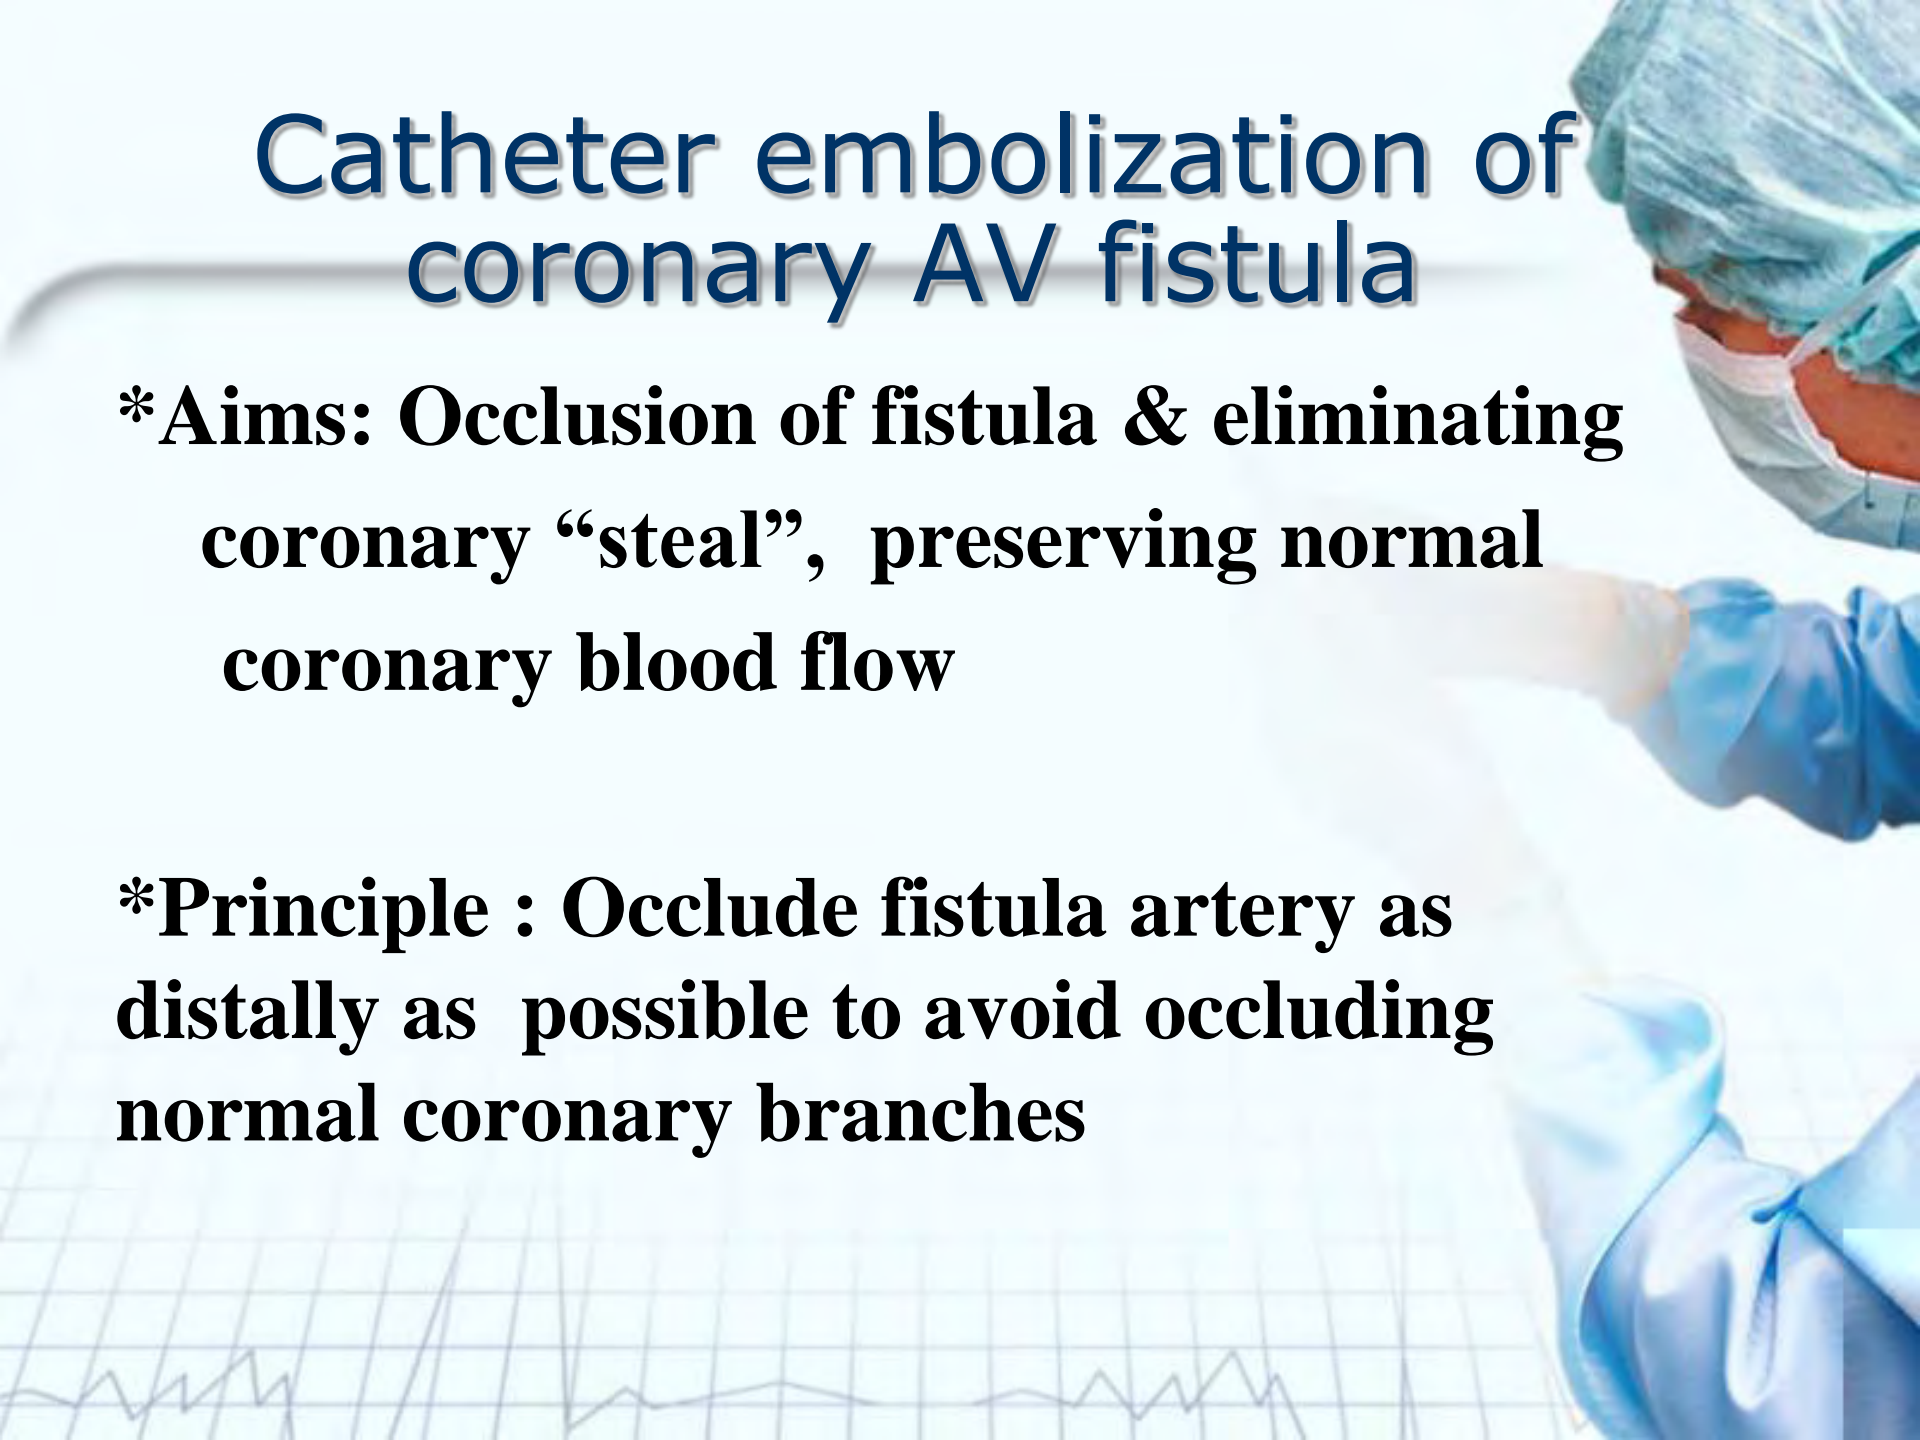 Catheter embolization of
coronary AV fistula
*Aims: Occlusion of fistula & eliminating
coronary “steal”, preserving normal
coronary blood flow
*Principle : Occlude fistula artery as
distally as possible to avoid occluding
normal coronary branches